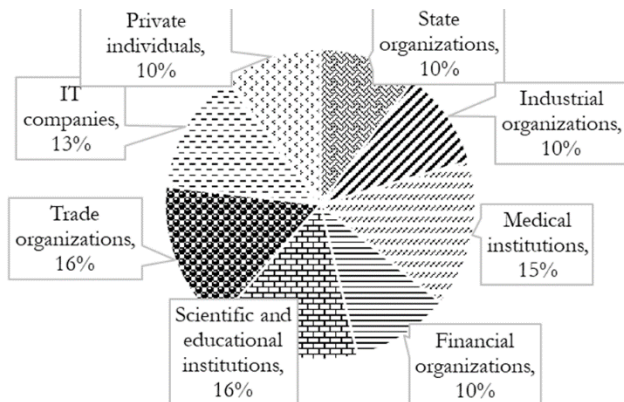 State
organizations,
10%
Industrial
organizations,
10%
Medical
institutions,
15%
Financial
organizations,
10%
Scientific and
educational
institutions,
16%
Trade
organizations,
16%
IT
companies,
13%
Private
individuals,
10%